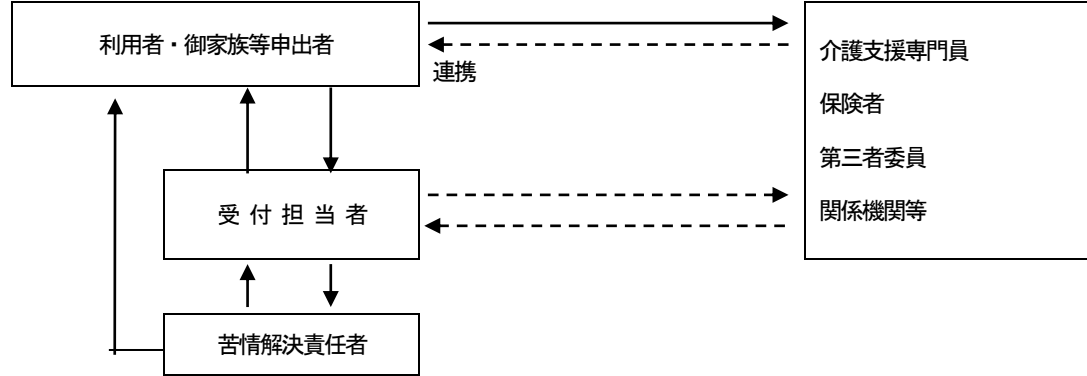 利用者・御家族等申出者
連携
介護支援専門員
保険者
第三者委員
関係機関等
受付担当者
苦情解決責任者